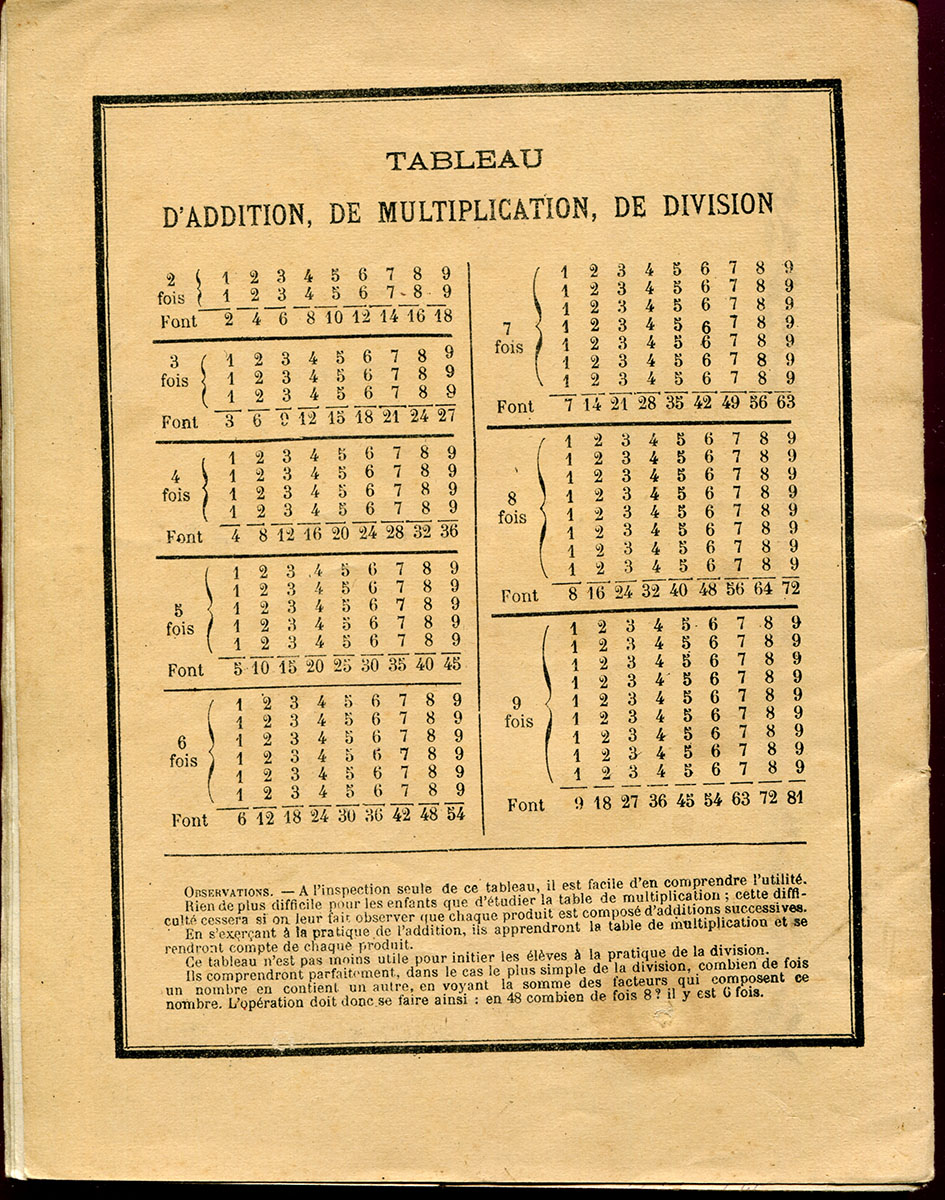 TABLEAU
D'ADDITION, DE MULTIPLICATION, DE DIVISION
2 fois
1 2 3 4 5 6 7 8 9
1 2 3 4 5 6 7 8 9
Font 2 4 6 8 10 12 14 16 18
3 fois
1 2 3 4 5 6 7 8 9
1 2 3 4 5 6 7 8 9
1 2 3 4 5 6 7 8 9
Font 3 6 9 12 15 18 21 24 27
4 fois
1 2 3 4 5 6 7 8 9
1 2 3 4 5 6 7 8 9
1 2 3 4 5 6 7 8 9
1 2 3 4 5 6 7 8 9
Font 4 8 12 16 20 24 28 32 36
5 fois
1 2 3 4 5 6 7 8 9
1 2 3 4 5 6 7 8 9
1 2 3 4 5 6 7 8 9
1 2 3 4 5 6 7 8 9
1 2 3 4 5 6 7 8 9
Font 5 10 15 20 25 30 35 40 45
6 fois
1 2 3 4 5 6 7 8 9
1 2 3 4 5 6 7 8 9
1 2 3 4 5 6 7 8 9
1 2 3 4 5 6 7 8 9
1 2 3 4 5 6 7 8 9
1 2 3 4 5 6 7 8 9
Font 6 12 18 24 30 36 42 48 54
7 fois
1 2 3 4 5 6 7 8 9
1 2 3 4 5 6 7 8 9
1 2 3 4 5 6 7 8 9
1 2 3 4 5 6 7 8 9
1 2 3 4 5 6 7 8 9
1 2 3 4 5 6 7 8 9
1 2 3 4 5 6 7 8 9
Font 7 14 21 28 35 42 49 56 63
8 fois
1 2 3 4 5 6 7 8 9
1 2 3 4 5 6 7 8 9
1 2 3 4 5 6 7 8 9
1 2 3 4 5 6 7 8 9
1 2 3 4 5 6 7 8 9
1 2 3 4 5 6 7 8 9
1 2 3 4 5 6 7 8 9
1 2 3 4 5 6 7 8 9
Font 8 16 24 32 40 48 56 64 72
9 fois
1 2 3 4 5 6 7 8 9
1 2 3 4 5 6 7 8 9
1 2 3 4 5 6 7 8 9
1 2 3 4 5 6 7 8 9
1 2 3 4 5 6 7 8 9
1 2 3 4 5 6 7 8 9
1 2 3 4 5 6 7 8 9
1 2 3 4 5 6 7 8 9
1 2 3 4 5 6 7 8 9
Font 9 18 27 36 45 54 63 72 81
OBSERVATIONS. — A l'inspection seule de ce tableau, il est facile d'en comprendre l'utilité.
Rien de plus difficile pour les enfants que d'étudier la table de multiplication ; cette diffi-
culté cessera si on leur fait observer que chaque produit est composé d'additions successives.
En s'exerçant à la pratique de l'addition, ils apprendront la table de multiplication et se
rendront compte de chaque produit.
Ce tableau n'est pas moins utile pour initier les élèves à la pratique de la division.
Ils comprendront parfaitement, dans le cas le plus simple de la division, combien de fois
un nombre en contient un autre, en voyant la somme des facteurs qui composent ce
nombre. L'opération doit donc se faire ainsi : en 48 combien de fois 8 ? il y est 6 fois.